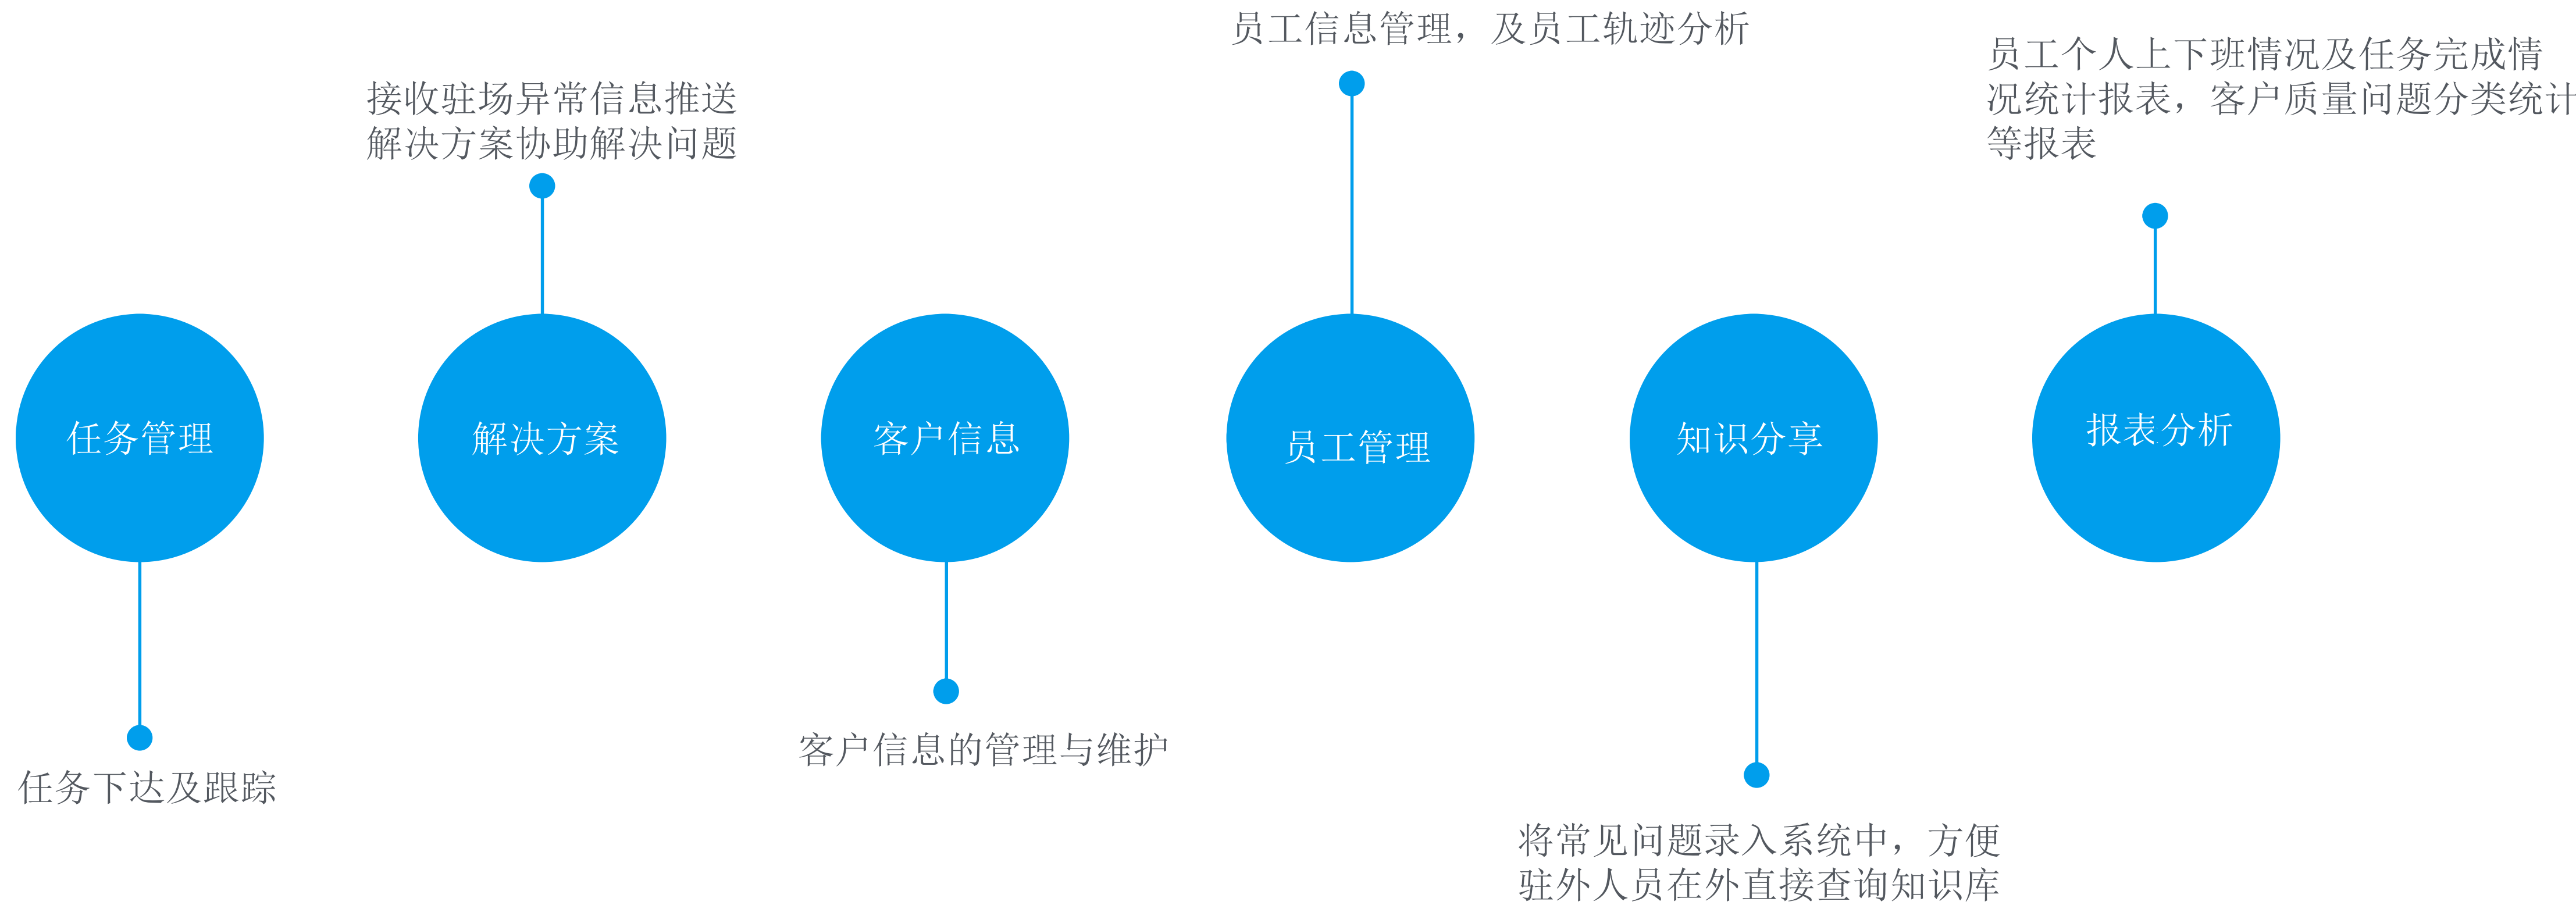 员工信息管理，及员工轨迹分析
员工个人上下班情况及任务完成情
况统计报表，客户质量问题分类统计
等报表
接收驻场异常信息推送
解决方案协助解决问题
任务管理
解决方案
客户信息
员工管理
知识分享
报表分析
客户信息的管理与维护
任务下达及跟踪
将常见问题录入系统中，方便
驻外人员在外直接查询知识库